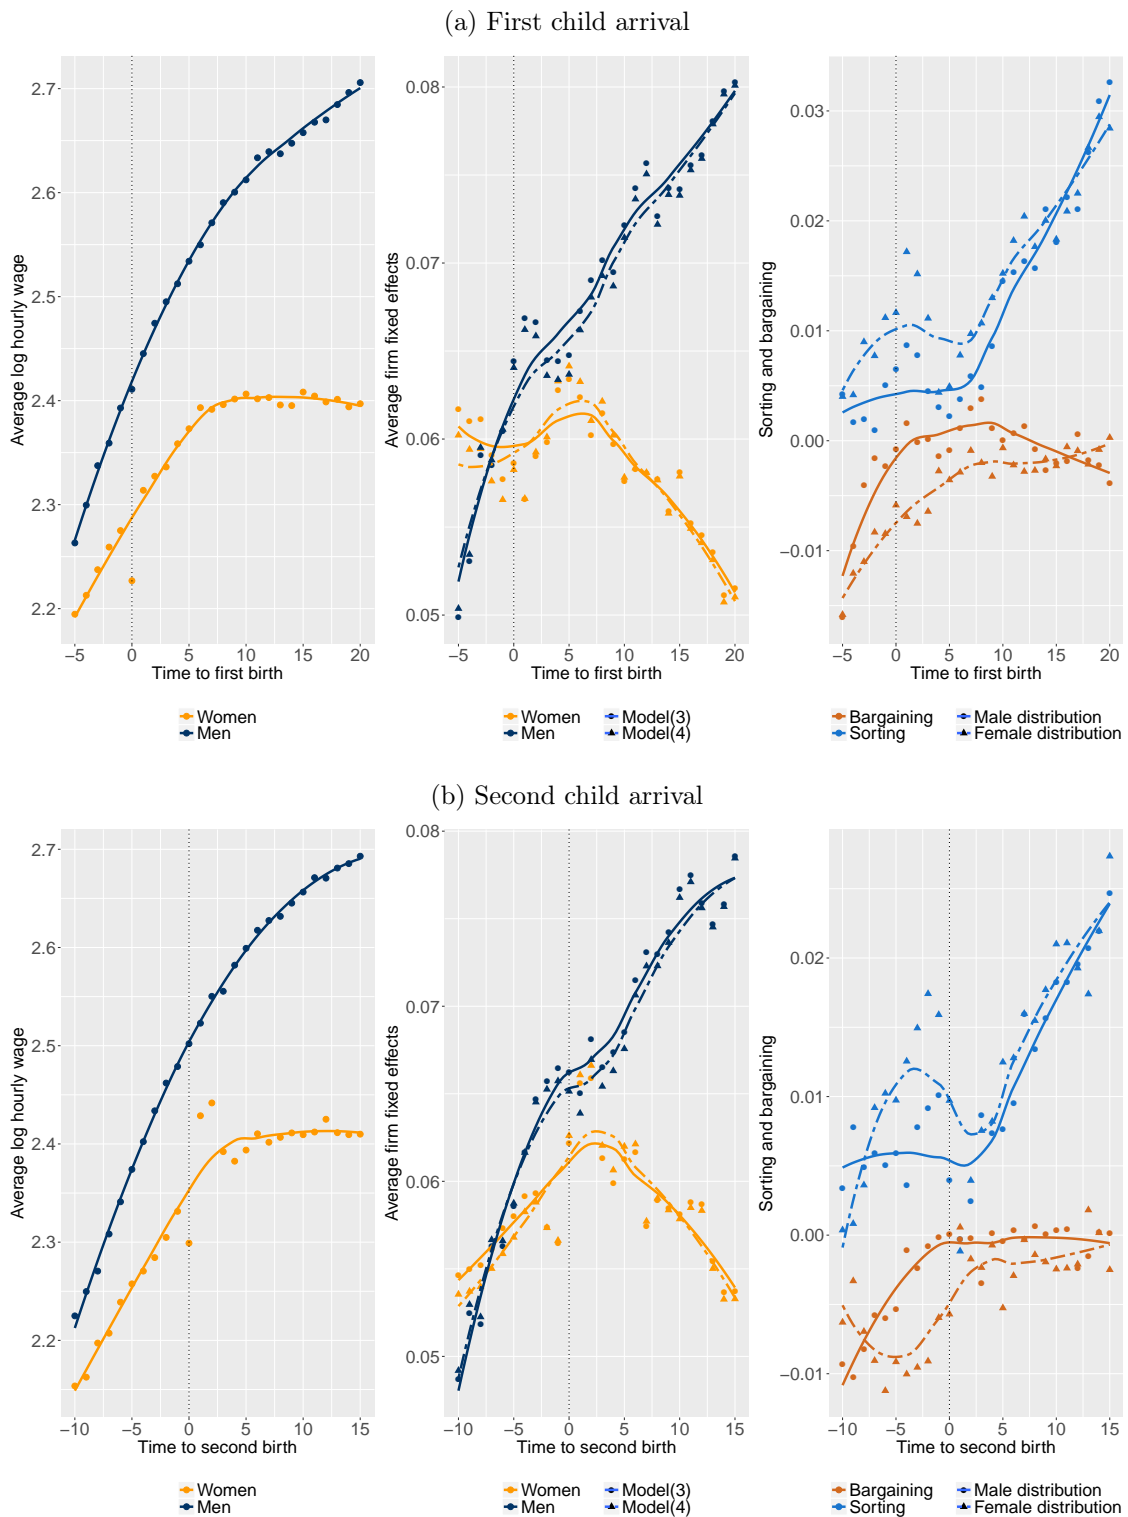 (a) First child arrival
Average log hourly wage
2.7
2.6
2.5
2.4
2.3
2.2
−5 0 5 10 15 20
Time to first birth
Women
Men
Average firm fixed effects
0.08
0.07
0.06
0.05
−5 0 5 10 15 20
Time to first birth
Women Model(3)
Men Model(4)
Sorting and bargaining
0.03
0.02
0.01
0.00
−0.01
−5 0 5 10 15 20
Time to first birth
Bargaining Male distribution
Sorting Female distribution
(b) Second child arrival
Average log hourly wage
2.7
2.6
2.5
2.4
2.3
2.2
−10 −5 0 5 10 15
Time to second birth
Women
Men
Average firm fixed effects
0.08
0.07
0.06
0.05
−10 −5 0 5 10 15
Time to second birth
Women Model(3)
Men Model(4)
Sorting and bargaining
0.02
0.01
0.00
−0.01
−10 −5 0 5 10 15
Time to second birth
Bargaining Male distribution
Sorting Female distribution